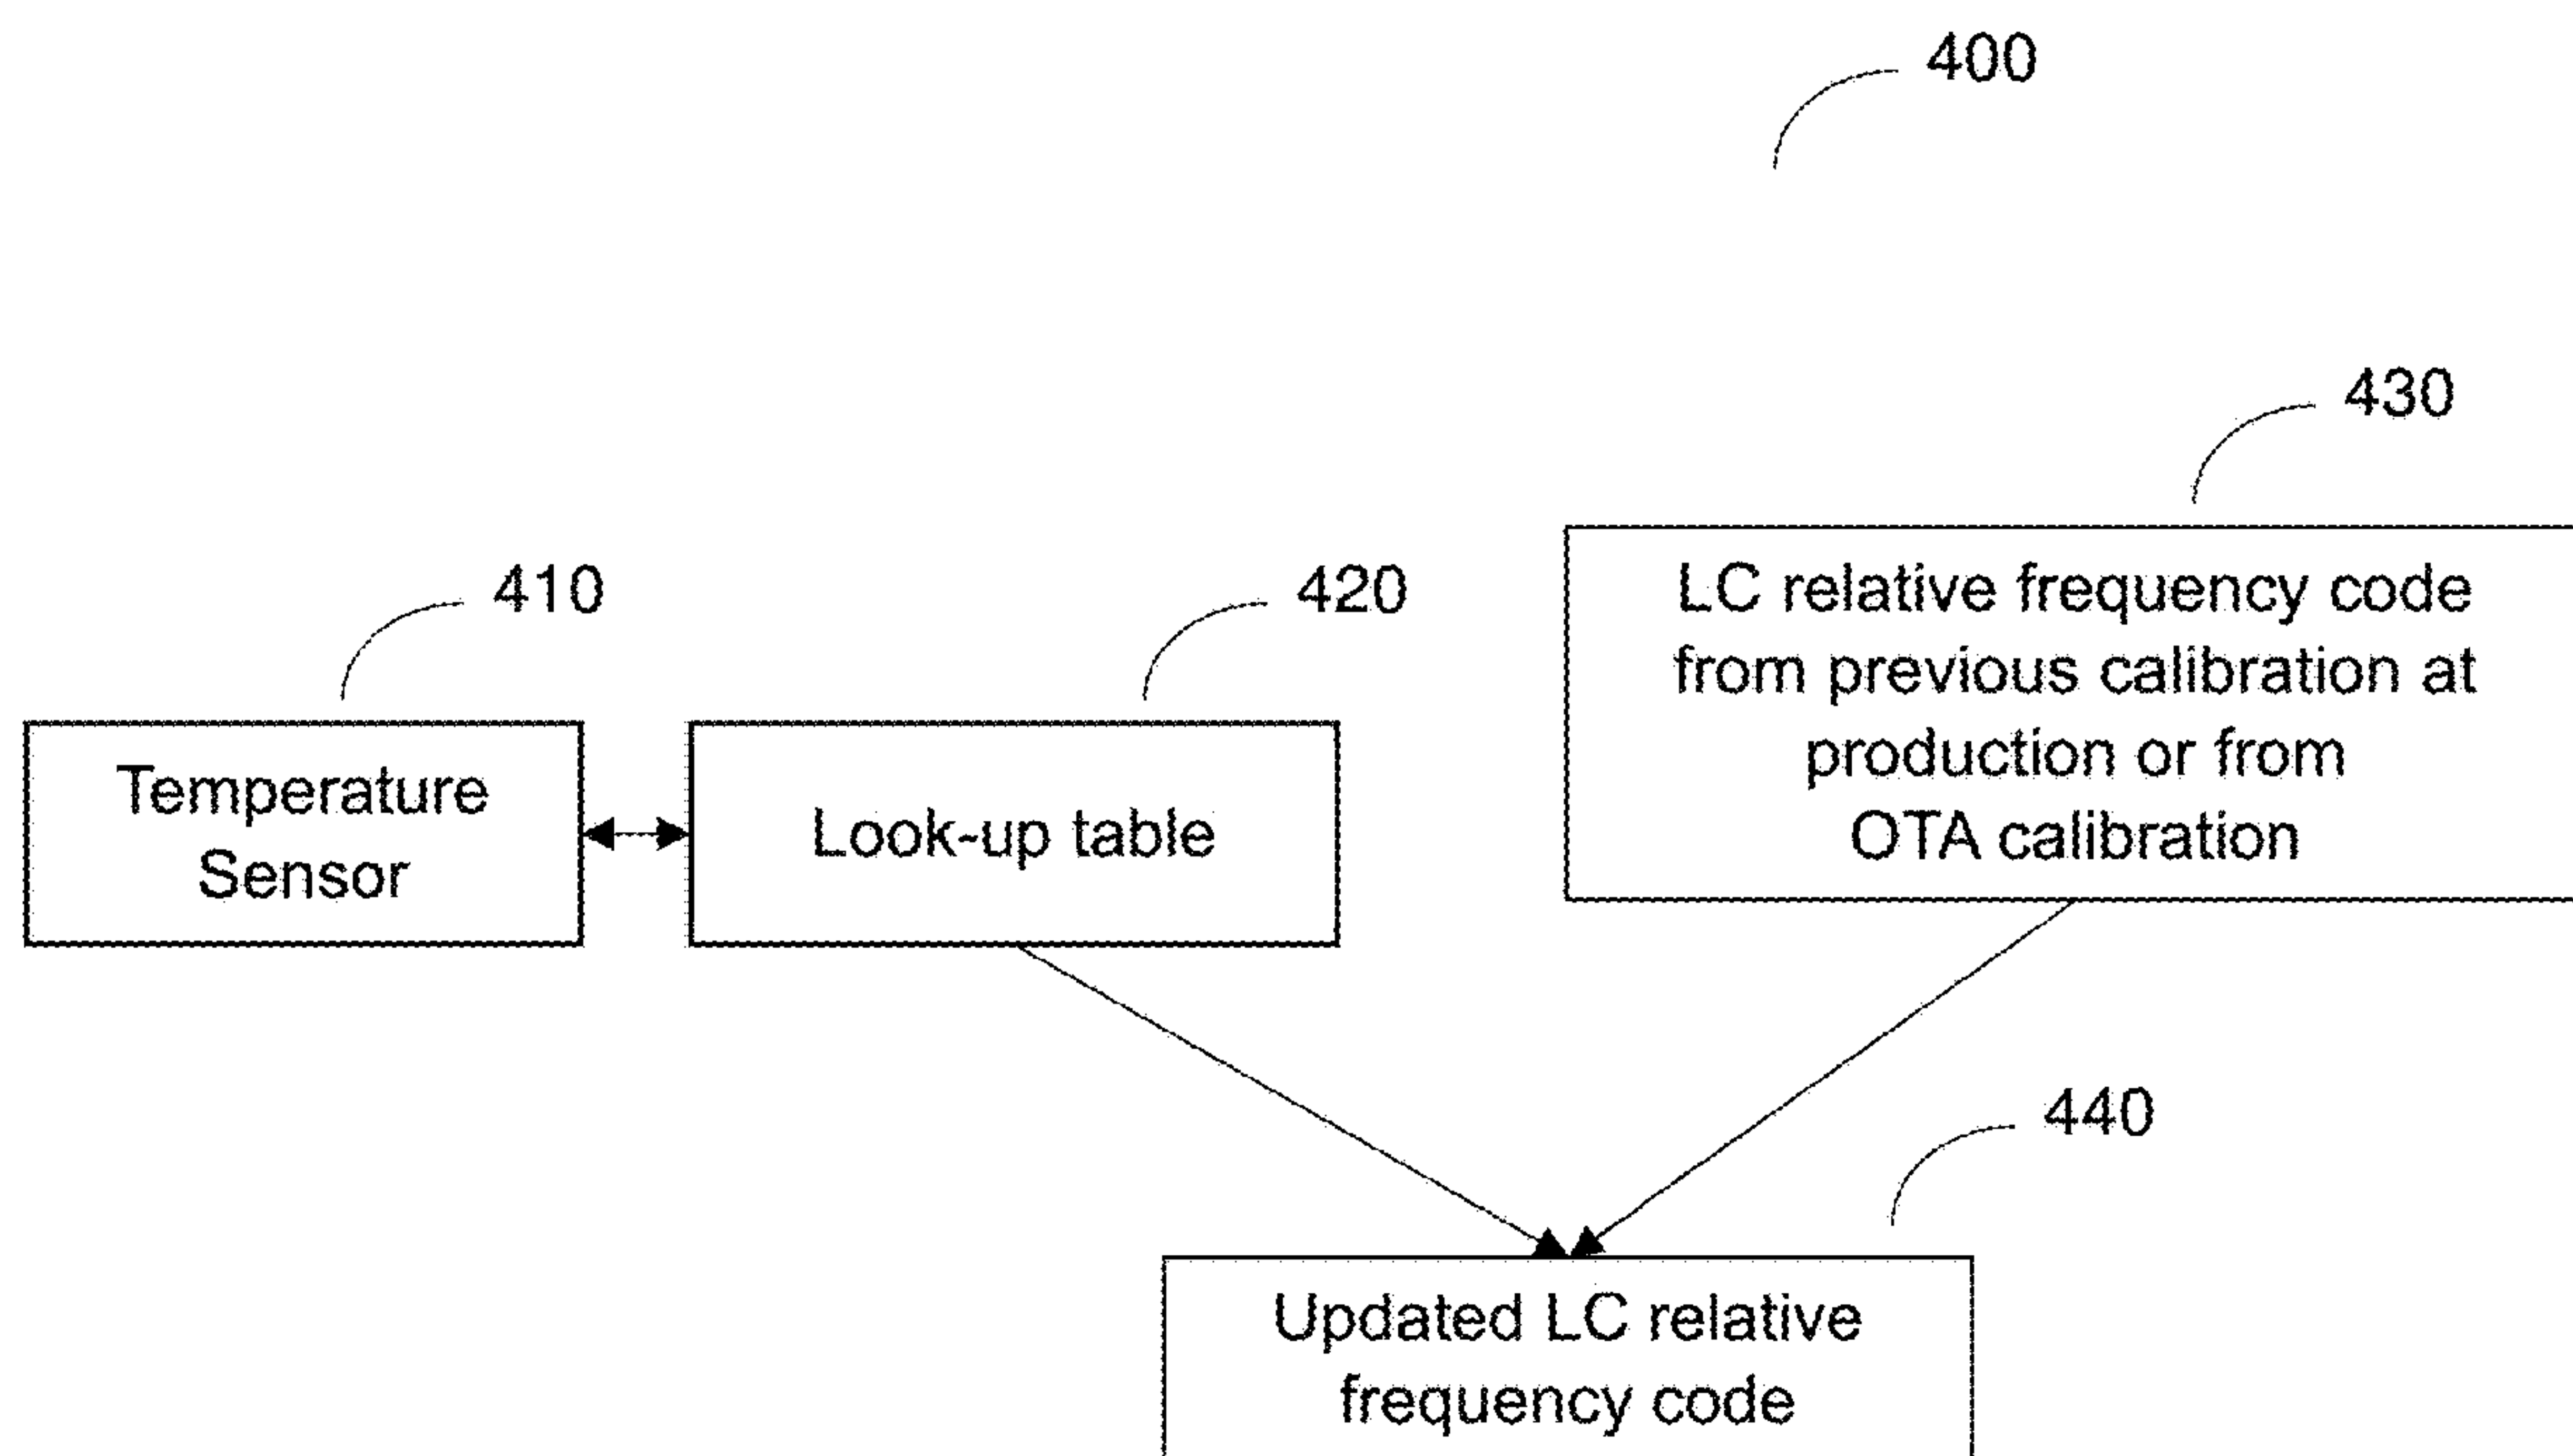 400
430
LC relative frequency code
from previous calibration at
production or from
OTA calibration
410
420
Temperature
Sensor
Look-up table
440
Updated LC relative
frequency code